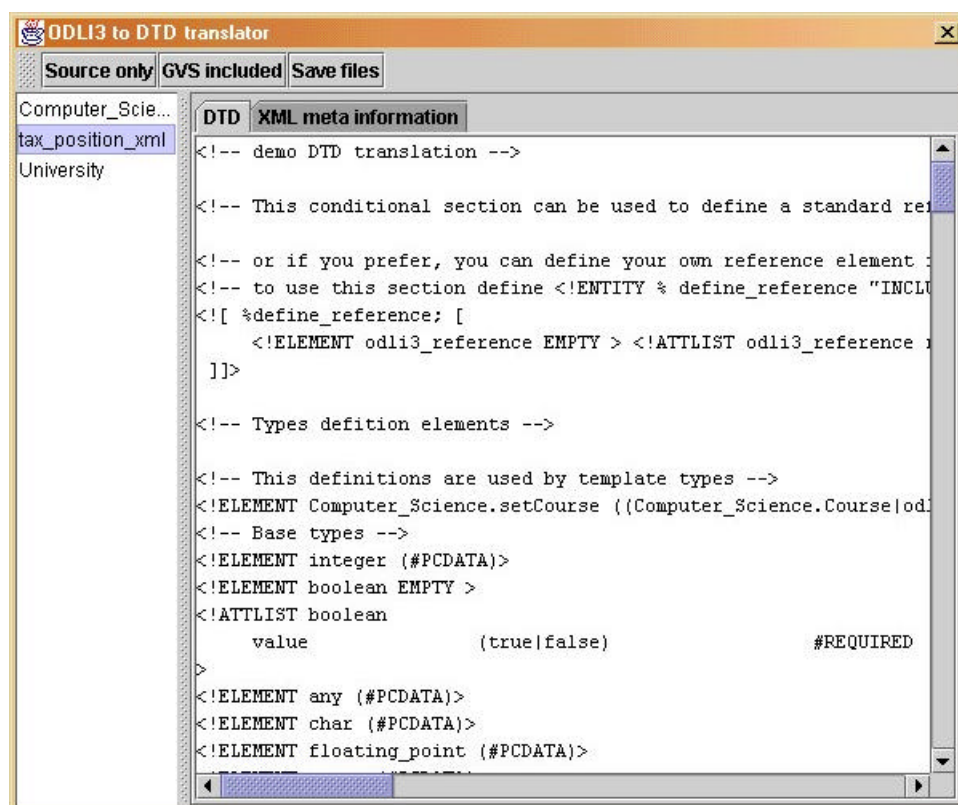 ODLI3 to DTD translator
Source only GVS included Save files
Computer_Scie...
tax_position_xml
University
DTD XML meta information
<!-- demo DTD translation -->
<!-- This conditional section can be used to define a standard
<!-- or if you prefer, you can define your own reference element
<!-- to use this section define <!ENTITY % define_reference "INCLU
<![ %define_reference; [
<!ELEMENT odli3_reference EMPTY > <!ATTLIST odli3_reference
]]>
<!-- Types defition elements -->
<!-- This definitions are used by template types -->
<!ELEMENT Computer_Science.setCourse ((Computer_Science.Course|odl
<!-- Base types -->
<!ELEMENT integer (#PCDATA)>
<!ELEMENT boolean EMPTY >
<!ATTLIST boolean
value (true|false) #REQUIRED
>
<!ELEMENT any (#PCDATA)>
<!ELEMENT char (#PCDATA)>
<!ELEMENT floating_point (#PCDATA)>